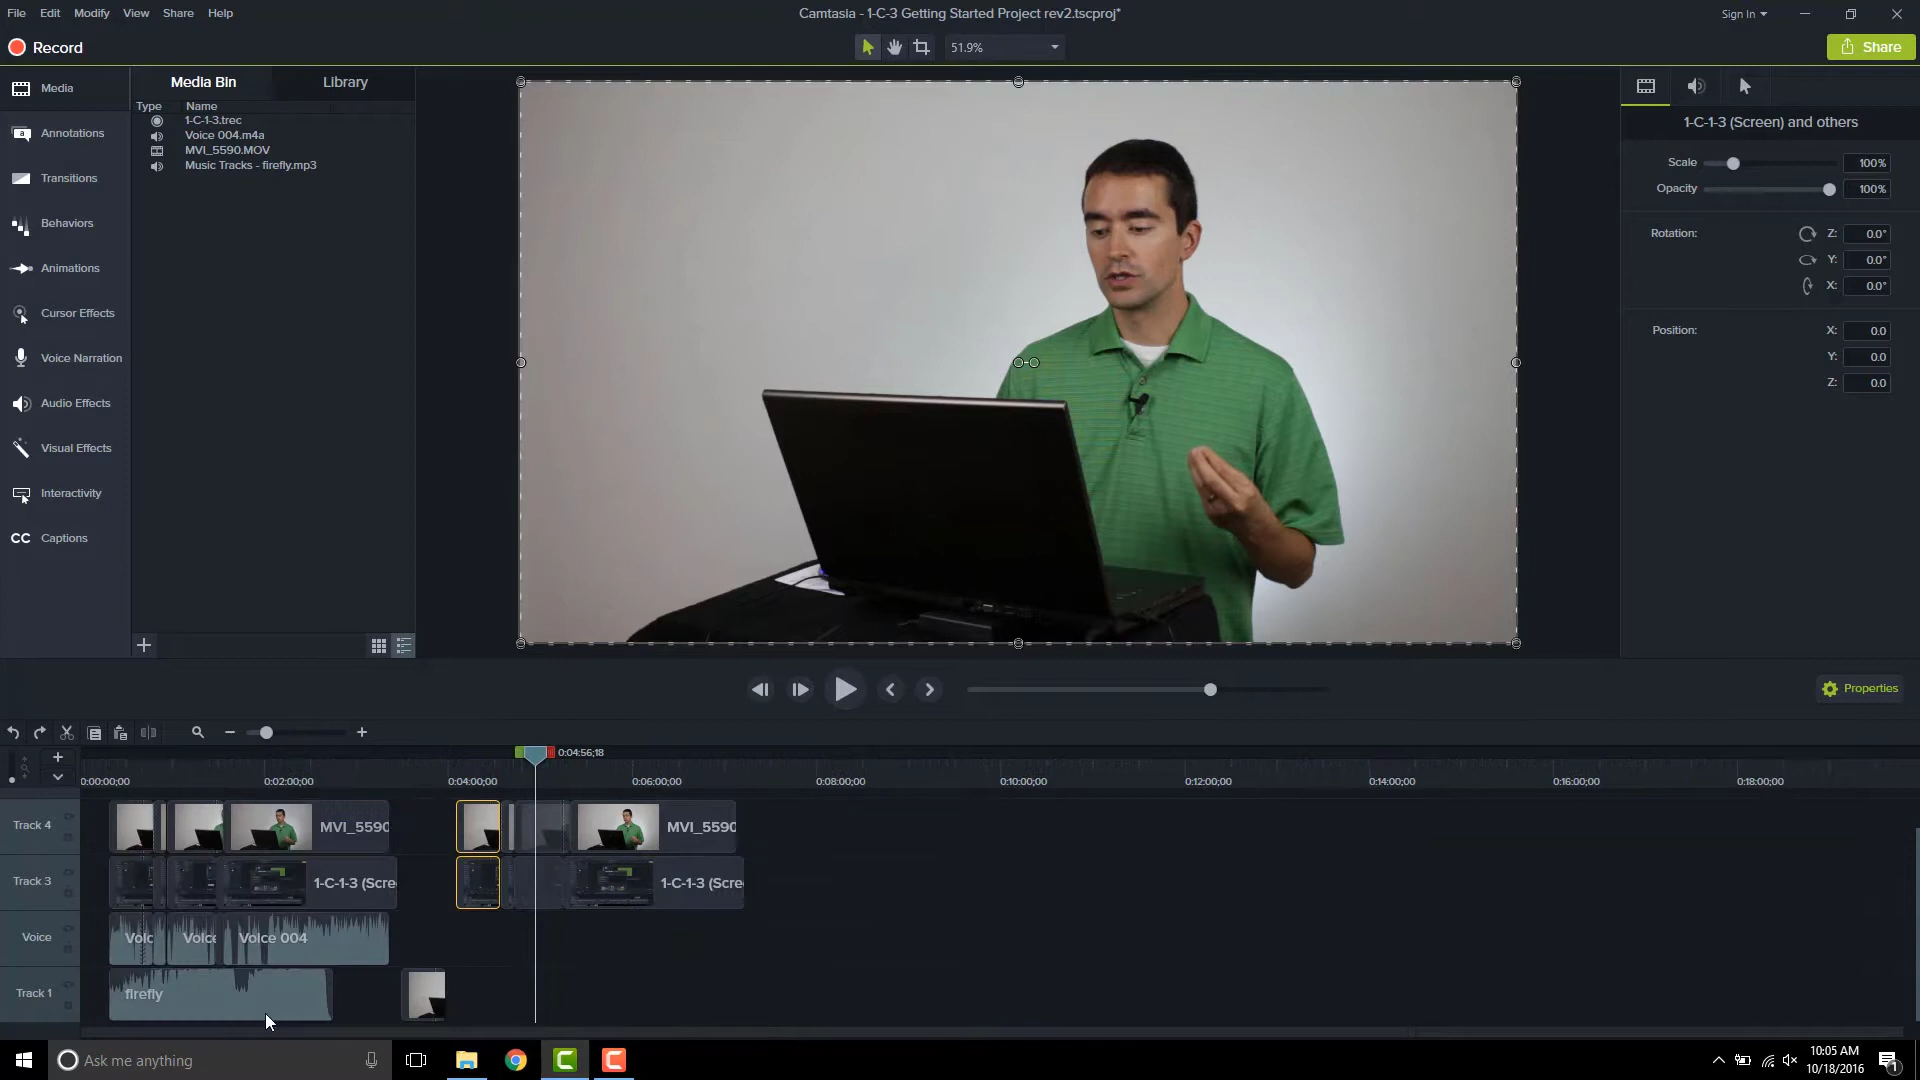 File Edit Modify View Share Help
Camtasia - 1-C-3 Getting Started Project rev2.tscproj*
Sign In
Record
51.9%
Share
Media
Annotations
Transitions
Behaviors
Animations
Cursor Effects
Voice Narration
Audio Effects
Visual Effects
Interactivity
CC Captions
Media Bin Library
Type Name
1-C-1-3.trec
Voice 004.m4a
MVI_5590.MOV
Music Tracks - firefly.mp3
1-C-1-3 (Screen) and others
Scale 100%
Opacity 100%
Rotation: Z: 0.0°
Y: 0.0°
X: 0.0°
Position: X: 0.0
Y: 0.0
Z: 0.0
Properties
0:04:56;18
0:00:00;00 0:02:00;00 0:04:00;00 0:06:00;00 0:08:00;00 0:10:00;00 0:12:00;00 0:14:00;00 0:16:00;00 0:18:00;00
Track 4 MVI_5590 MVI_5590
Track 3 1-C-1-3 (Scre 1-C-1-3 (Scre
Voice Voic Voice Voice 004
Track 1 firefly
Ask me anything
10:05 AM
10/18/2016
1